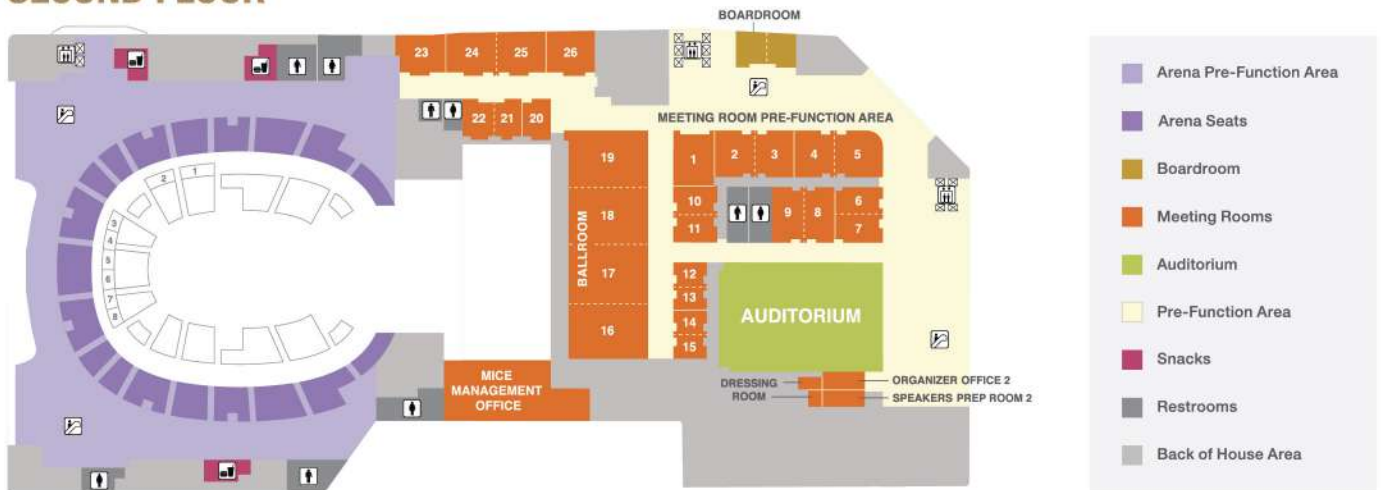 SECOND FLOOR
BOARDROOM
23
24
25
26
22
21
20
MEETING ROOM PRE-FUNCTION AREA
1
2
3
4
5
10
11
9
8
6
7
19
18
17
16
BALLROOM
12
13
14
15
AUDITORIUM
2
1
3
4
5
6
7
8
MICE
MANAGEMENT
OFFICE
DRESSING
ROOM
ORGANIZER OFFICE 2
SPEAKERS PREP ROOM 2
Arena Pre-Function Area
Arena Seats
Boardroom
Meeting Rooms
Auditorium
Pre-Function Area
Snacks
Restrooms
Back of House Area